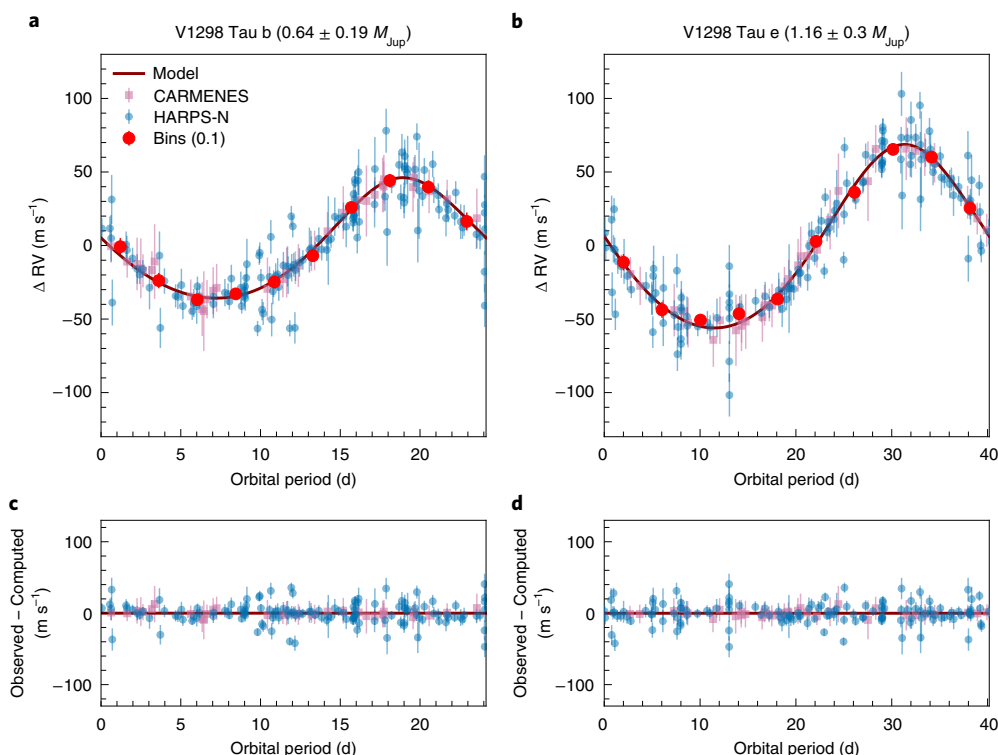 a
V1298 Tau b (0.64 ± 0.19 M_Jup)
Model
CARMENES
HARPS-N
Bins (0.1)
100
50
0
−50
−100
Δ RV (m s⁻¹)
0 5 10 15 20
Orbital period (d)
b
V1298 Tau e (1.16 ± 0.3 M_Jup)
100
50
0
−50
−100
Δ RV (m s⁻¹)
0 10 20 30 40
Orbital period (d)
c
100
0
−100
Observed – Computed
(m s⁻¹)
0 5 10 15 20
Orbital period (d)
d
100
0
−100
Observed – Computed
(m s⁻¹)
0 10 20 30 40
Orbital period (d)